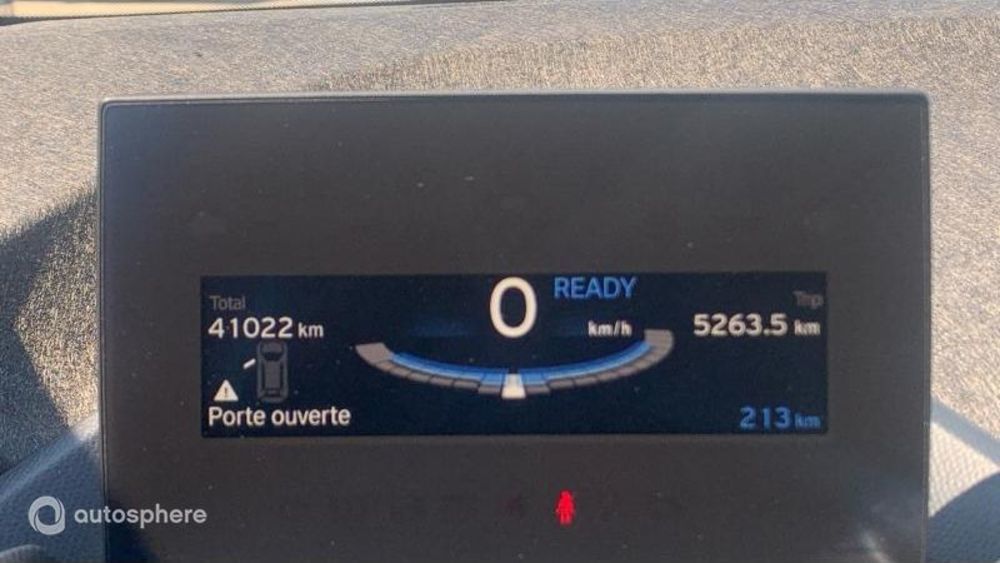 READY
Total
41022 km
0
km/h
Trip
5263.5 km
Porte ouverte
213 km
autosphere